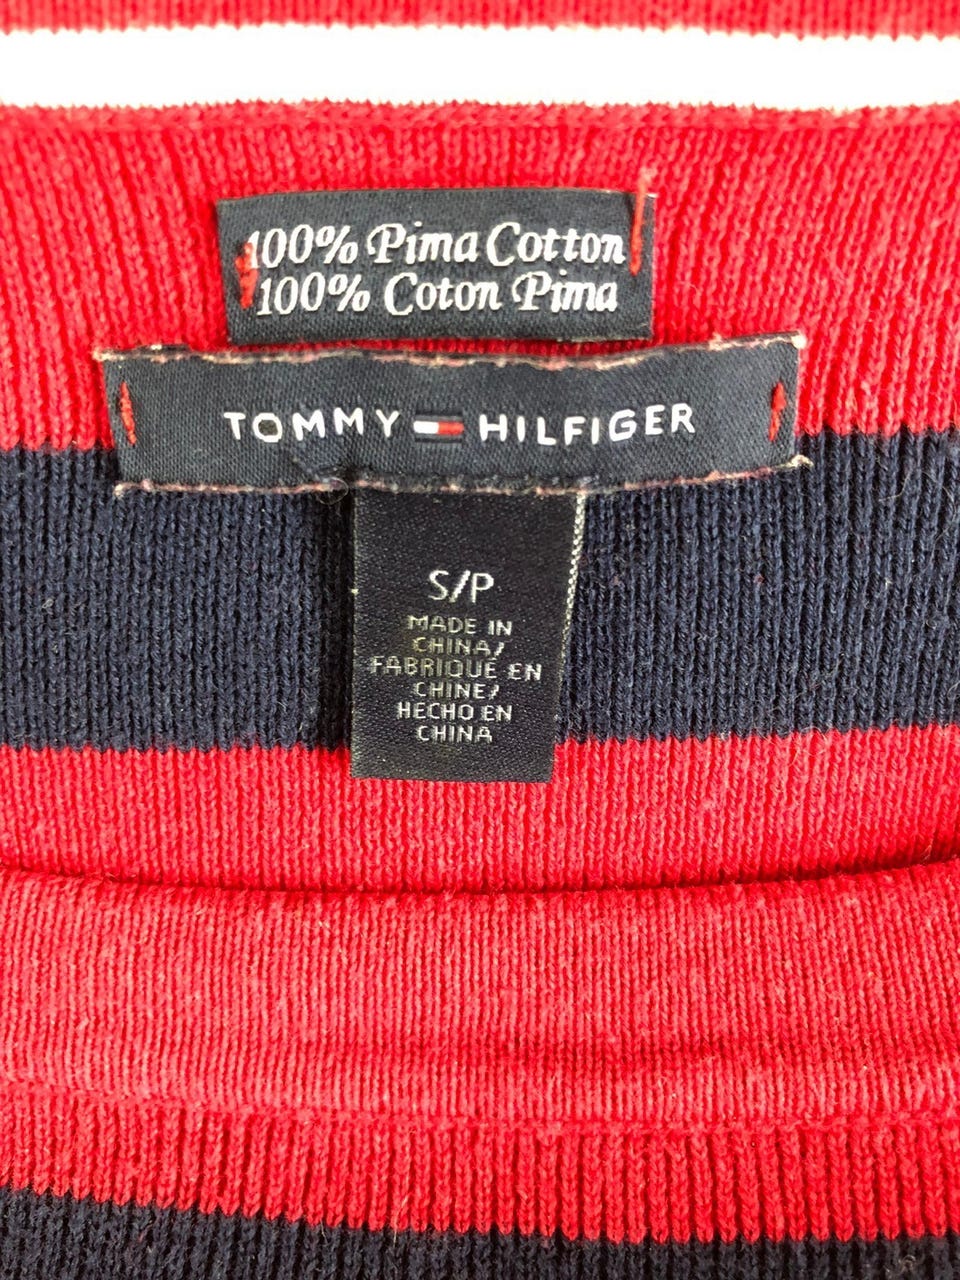 100% Pima Cotton
100% Coton Pima
TOMMY HILFIGER
S/P
MADE IN
CHINA/
FABRIQUÉ EN
CHINE/
HECHO EN
CHINA